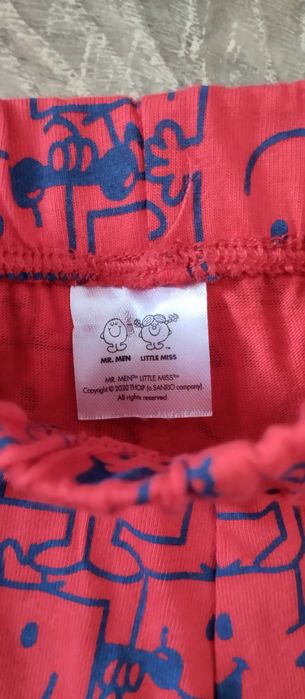 MR. MEN LITTLE MISS
MR. MEN™ LITTLE MISS™
Copyright © 2020 THOIP (a SANRIO company).
All rights reserved.